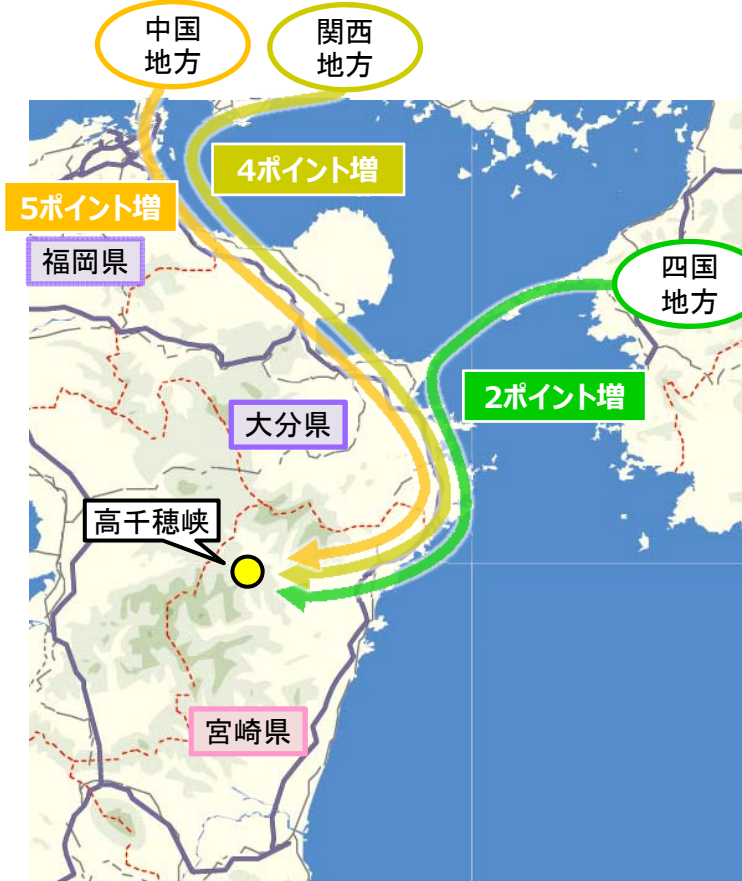 中国
地方
関西
地方
4ポイント増
5ポイント増
福岡県
四国
地方
2ポイント増
大分県
高千穂峡
宮崎県